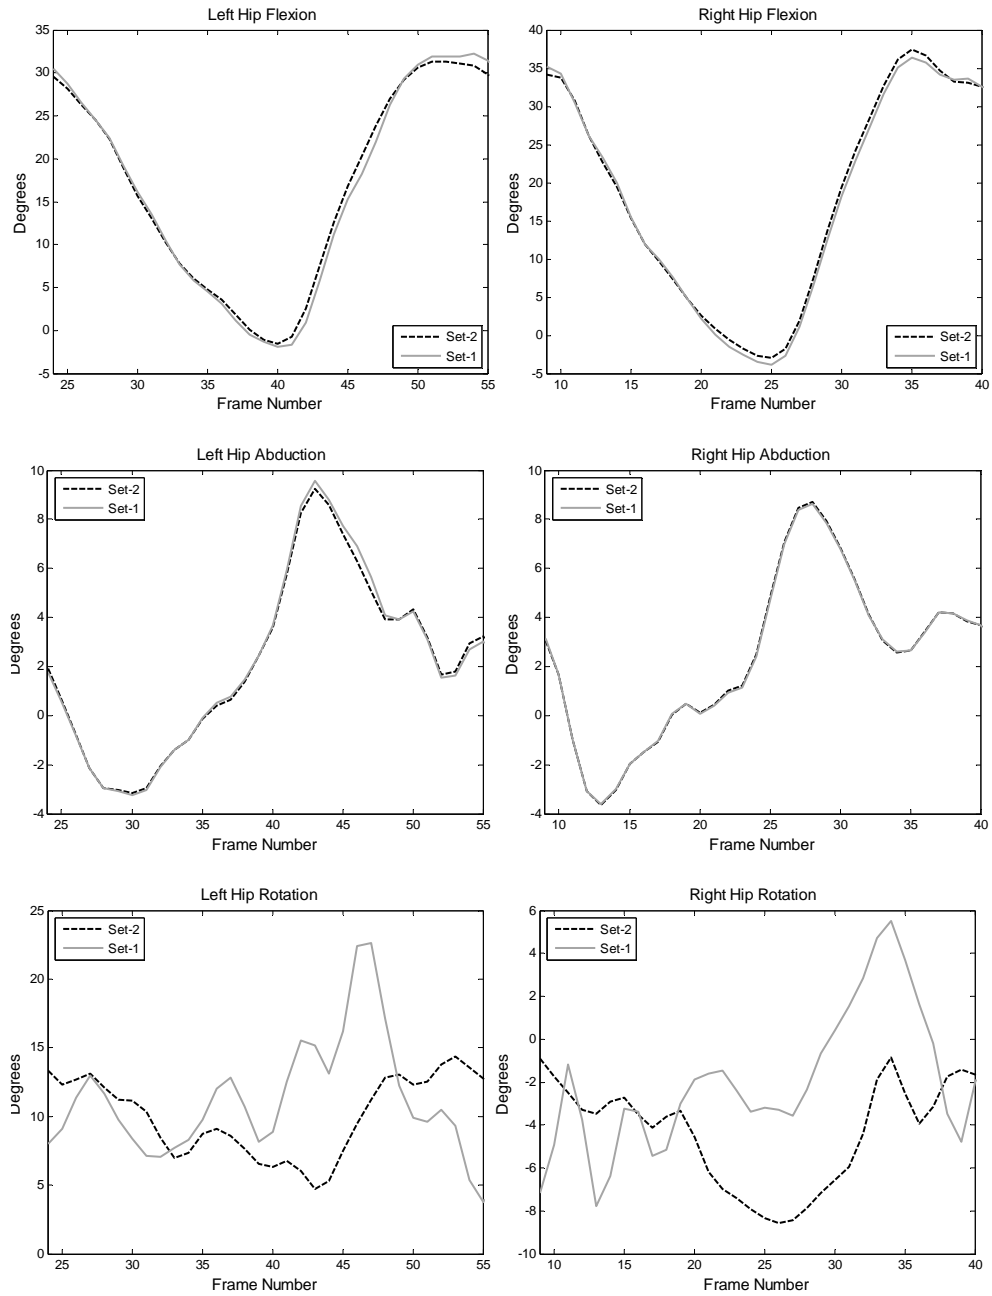 Left Hip Flexion
Right Hip Flexion
35
30
25
20
15
10
5
0
-5
Degrees
25 30 35 40 45 50 55
Frame Number
Set-2
Set-1
40
35
30
25
20
15
10
5
0
-5
Degrees
10 15 20 25 30 35 40
Frame Number
Set-2
Set-1
Left Hip Abduction
Right Hip Abduction
10
8
6
4
2
0
-2
-4
Degrees
25 30 35 40 45 50 55
Frame Number
Set-2
Set-1
10
8
6
4
2
0
-2
-4
Degrees
10 15 20 25 30 35 40
Frame Number
Set-2
Set-1
Left Hip Rotation
Right Hip Rotation
25
20
15
10
5
0
Degrees
25 30 35 40 45 50 55
Frame Number
Set-2
Set-1
6
4
2
0
-2
-4
-6
-8
-10
Degrees
10 15 20 25 30 35 40
Frame Number
Set-2
Set-1